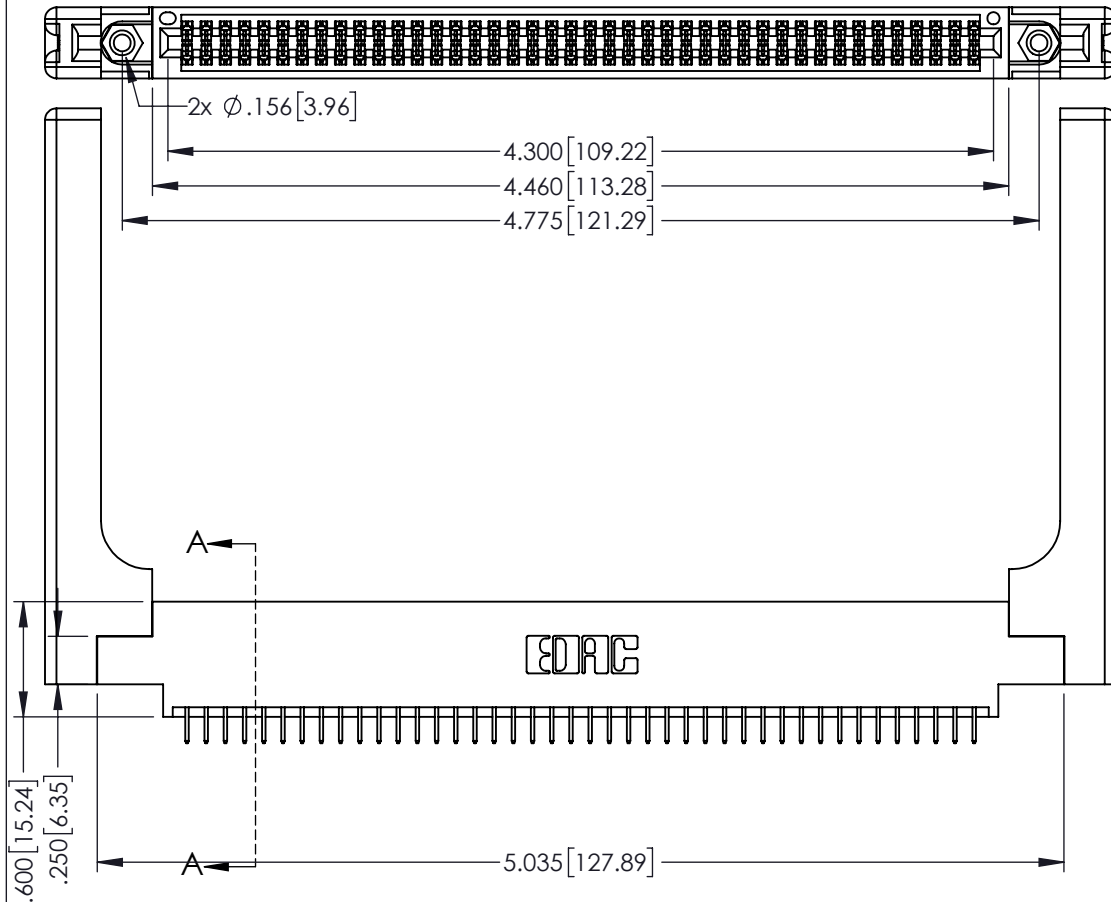 2x ∅.156[3.96]
4.300[109.22]
4.460[113.28]
4.775[121.29]
A
EDAC
.600[15.24]
.250[6.35]
A
5.035[127.89]